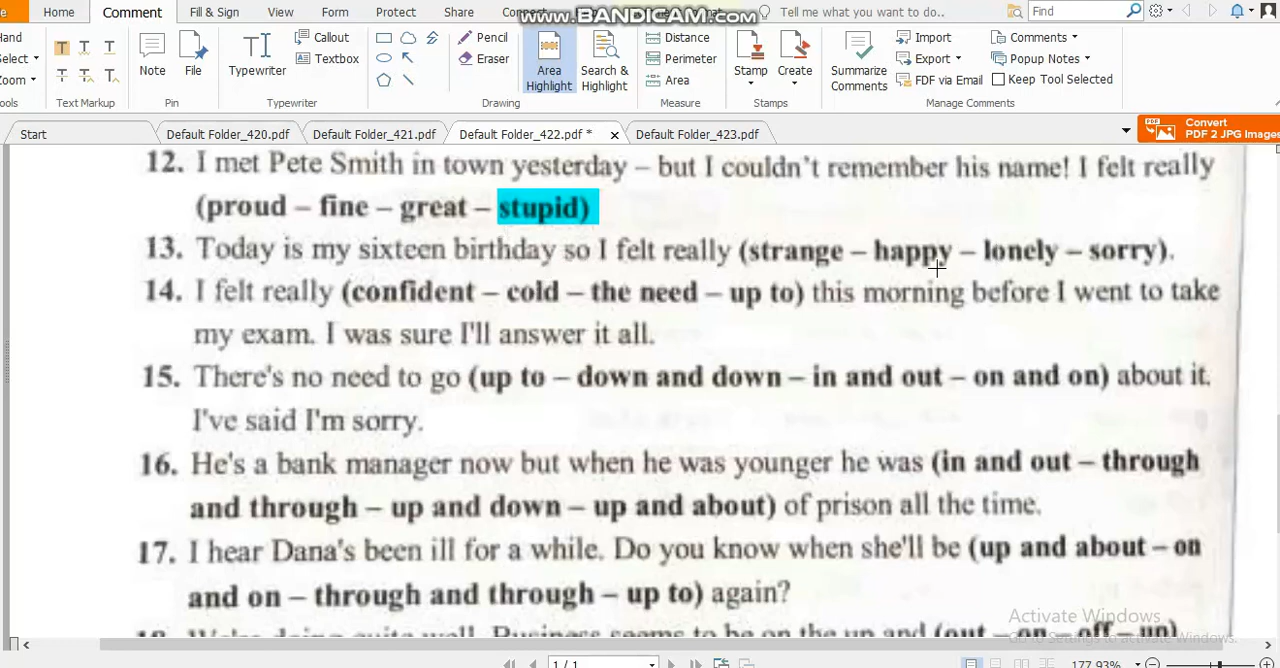 www.BANDICAM.com
Home Comment Fill & Sign View Form Protect Share Tell me what you want to do.. Find
Callout Pencil Distance Import Comments
Textbox Eraser Perimeter Export Popup Notes
Area FDF via Email Keep Tool Selected
Note File Typewriter Area Highlight Search & Highlight Stamp Create Summarize Comments
Text Markup Pin Typewriter Drawing Measure Stamps Manage Comments
Start Default Folder_420.pdf Default Folder_421.pdf Default Folder_422.pdf * Default Folder_423.pdf
Convert
PDF 2 JPG Images
12. I met Pete Smith in town yesterday – but I couldn't remember his name! I felt really
(proud – fine – great – stupid)
13. Today is my sixteen birthday so I felt really (strange – happy – lonely – sorry).
14. I felt really (confident – cold – the need – up to) this morning before I went to take
my exam. I was sure I'll answer it all.
15. There's no need to go (up to – down and down – in and out – on and on) about it.
I've said I'm sorry.
16. He's a bank manager now but when he was younger he was (in and out – through
and through – up and down – up and about) of prison all the time.
17. I hear Dana's been ill for a while. Do you know when she'll be (up and about – on
and on – through and through – up to) again?
Activate Windows
Go to Settings to activate Windows.
1 / 1 177.93%